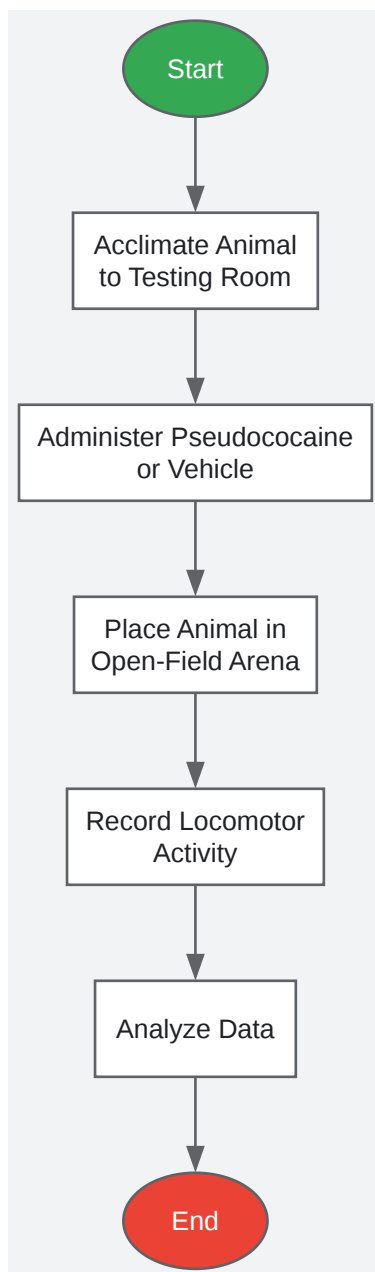 Start
Acclimate Animal
to Testing Room
Administer Pseudococaine
or Vehicle
Place Animal in
Open-Field Arena
Record Locomotor
Activity
Analyze Data
End